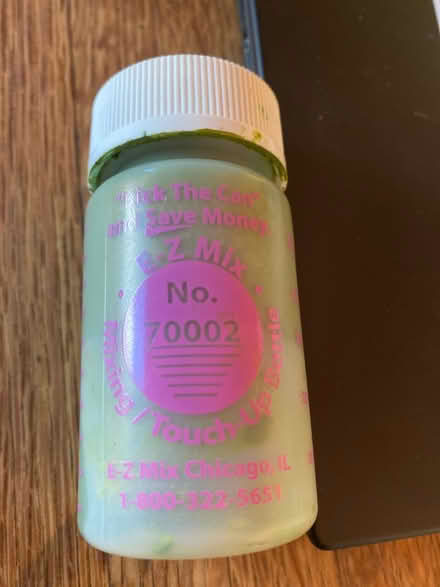 The Can"
and Save Money
E-Z Mix
No.
70002
Mixing / Touch-Up Bottle
E-Z Mix Chicago, IL
1-800-322-5651